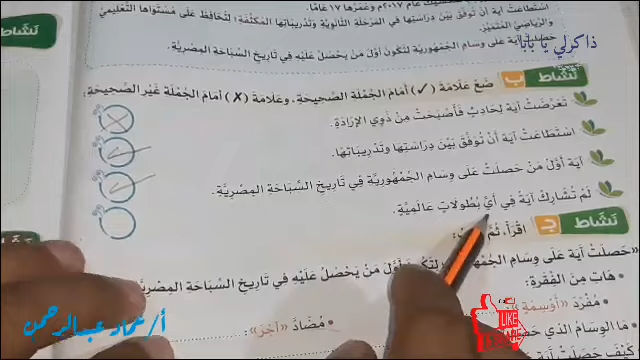 استطاعت آية أن توفق بين دراستها في المرحلة الثانوية وتدريباتها المكثفة؛ لتحافظ على مستواها التعليمي
والرياضي المتميز.
حصلت آية على وسام الجمهورية لتكون أول من يحصل عليه في تاريخ السباحة المصرية.
ذاكرلي يا بابا
نشاط
نشاط ب ضع علامة (✓) أمام الجملة الصحيحة، وعلامة (✗) أمام الجملة غير الصحيحة:
تعرضت آية لحادث فأصبحت من ذوي الإرادة.
استطاعت آية أن توفق بين دراستها وتدريباتها.
آية أول من حصلت على وسام الجمهورية في تاريخ السباحة المصرية.
لم تشارك آية في أي بطولات عالمية.
نشاط ج اقرأ، ثم
«حصلت آية على وسام أول من يحصل عليه في تاريخ السباحة المصرية
• هات من الفقرة:
مفرد «أوسمة
• مضاد «آخر»:
• ما الوسام الذي
كيف
أ/ عماد عبدالرحمن
LIKE